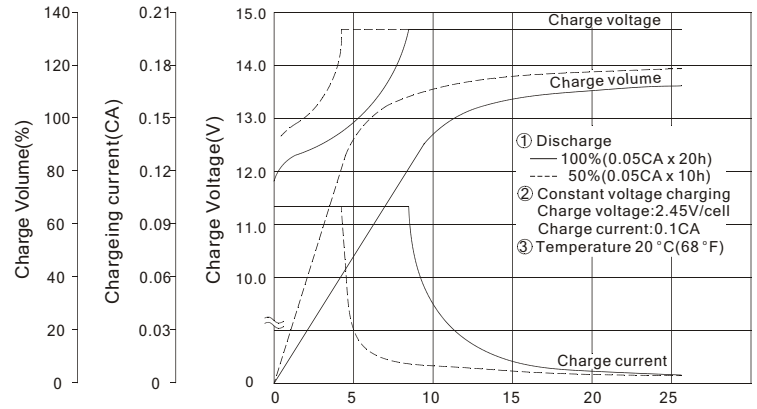 140
120
100
80
60
40
20
0
Charge Volume(%)
0.21
0.18
0.15
0.12
0.09
0.06
0.03
0
Chargeing current(CA)
15.0
14.0
13.0
12.0
11.0
10.0
0
Charge Voltage(V)
Charge voltage
Charge volume
① Discharge
100%(0.05CA x 20h)
50%(0.05CA x 10h)
② Constant voltage charging
Charge voltage:2.45V/cell
Charge current:0.1CA
③ Temperature 20 °C(68 °F)
Charge current
0 5 10 15 20 25